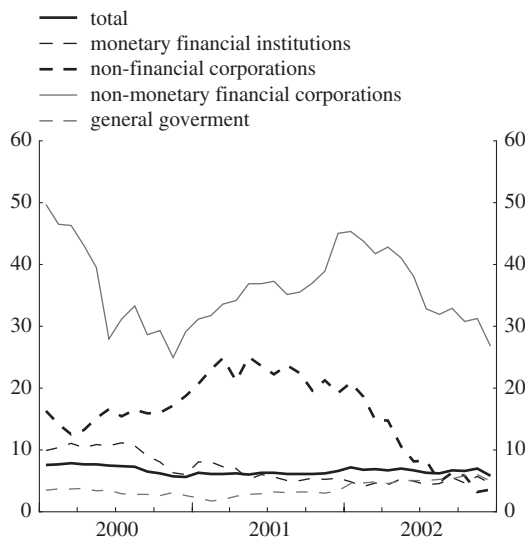 total
monetary financial institutions
non-financial corporations
non-monetary financial corporations
general goverment
60 60
50 50
40 40
30 30
20 20
10 10
0 0
2000 2001 2002